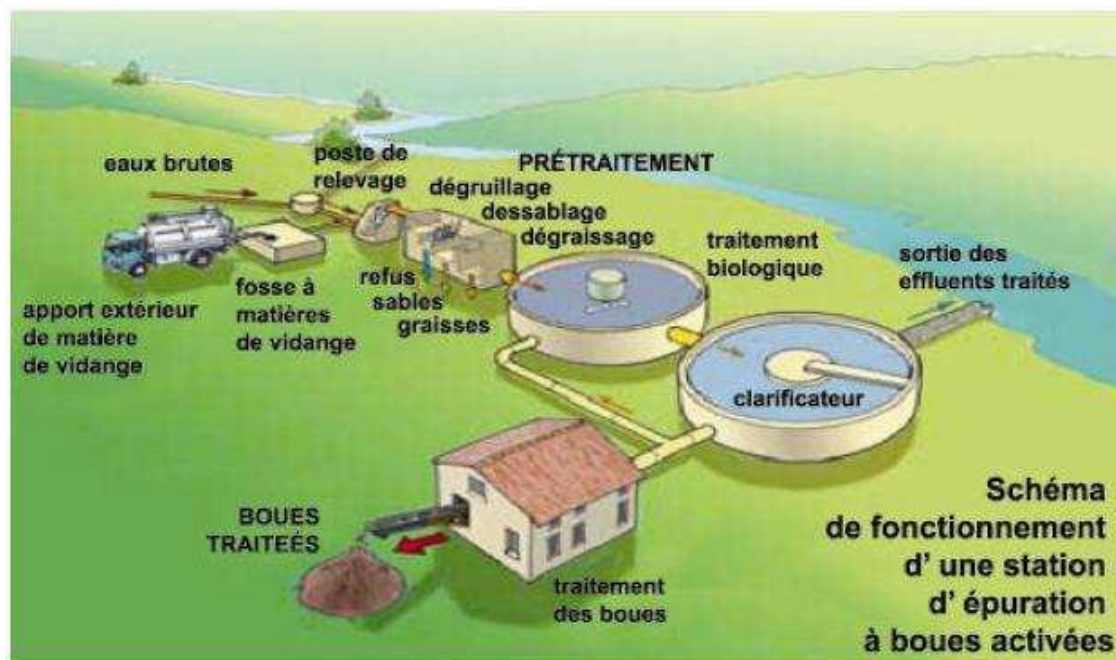 eaux brutes
poste de
relevage
PRÉTRAITEMENT
dégruillage
dessablage
dégraissage
traitement
biologique
sortie des
effluents traités
apport extérieur
de matière
de vidange
fosse à
matières
de vidange
refus
sables
graisses
clarificateur
BOUES
TRAITEÉS
traitement
des boues
Schéma
de fonctionnement
d' une station
d' épuration
à boues activées